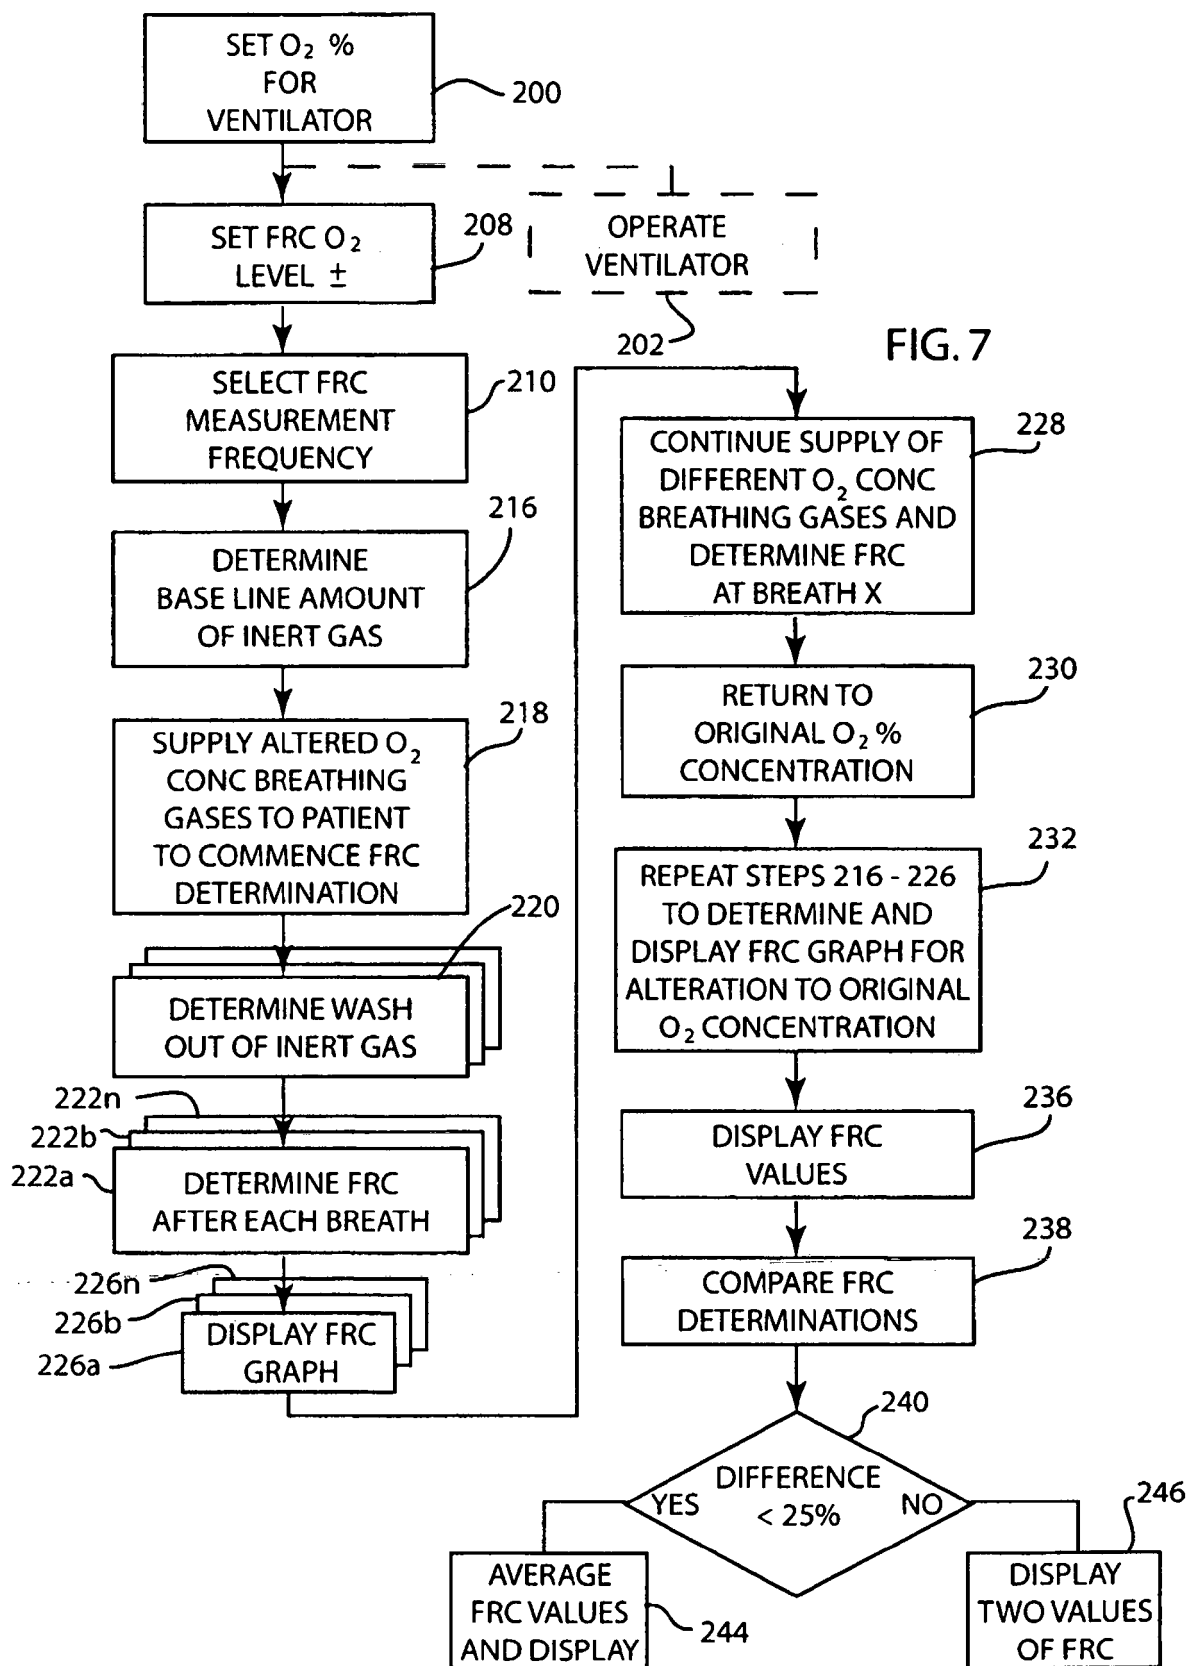 SET O2 %
FOR
VENTILATOR
200
SET FRC O2
LEVEL ±
208
OPERATE
VENTILATOR
202
FIG. 7
SELECT FRC
MEASUREMENT
FREQUENCY
210
DETERMINE
BASE LINE AMOUNT
OF INERT GAS
216
SUPPLY ALTERED O2
CONC BREATHING
GASES TO PATIENT
TO COMMENCE FRC
DETERMINATION
218
DETERMINE WASH
OUT OF INERT GAS
220
222n
222b
222a
DETERMINE FRC
AFTER EACH BREATH
226n
226b
226a
DISPLAY FRC
GRAPH
CONTINUE SUPPLY OF
DIFFERENT O2 CONC
BREATHING GASES AND
DETERMINE FRC
AT BREATH X
228
RETURN TO
ORIGINAL O2 %
CONCENTRATION
230
REPEAT STEPS 216 - 226
TO DETERMINE AND
DISPLAY FRC GRAPH FOR
ALTERATION TO ORIGINAL
O2 CONCENTRATION
232
DISPLAY FRC
VALUES
236
COMPARE FRC
DETERMINATIONS
238
DIFFERENCE
< 25%
240
YES
NO
AVERAGE
FRC VALUES
AND DISPLAY
244
DISPLAY
TWO VALUES
OF FRC
246